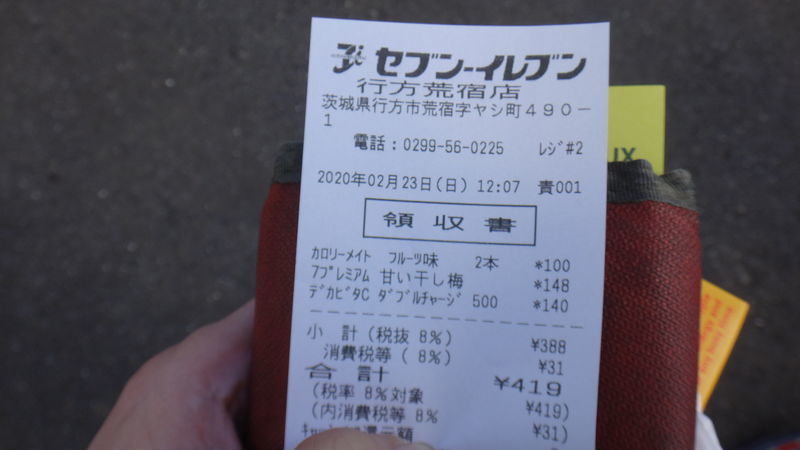 セブン-イレブン
行方荒宿店
茨城県行方市荒宿字ヤシ町490-
1
電話:0299-56-0225 レジ#2
2020年02月23日(日) 12:07 責001
領収書
カロリーメイト フルーツ味 2本 *100
7プレミアム 甘い干し梅 *148
デカビタC ダブルチャージ 500 *140
小計(税抜 8%) ¥388
消費税等( 8%) ¥31
合計 ¥419
(税率 8%対象 ¥419)
(内消費税等 8% ¥31)
還元額
UX